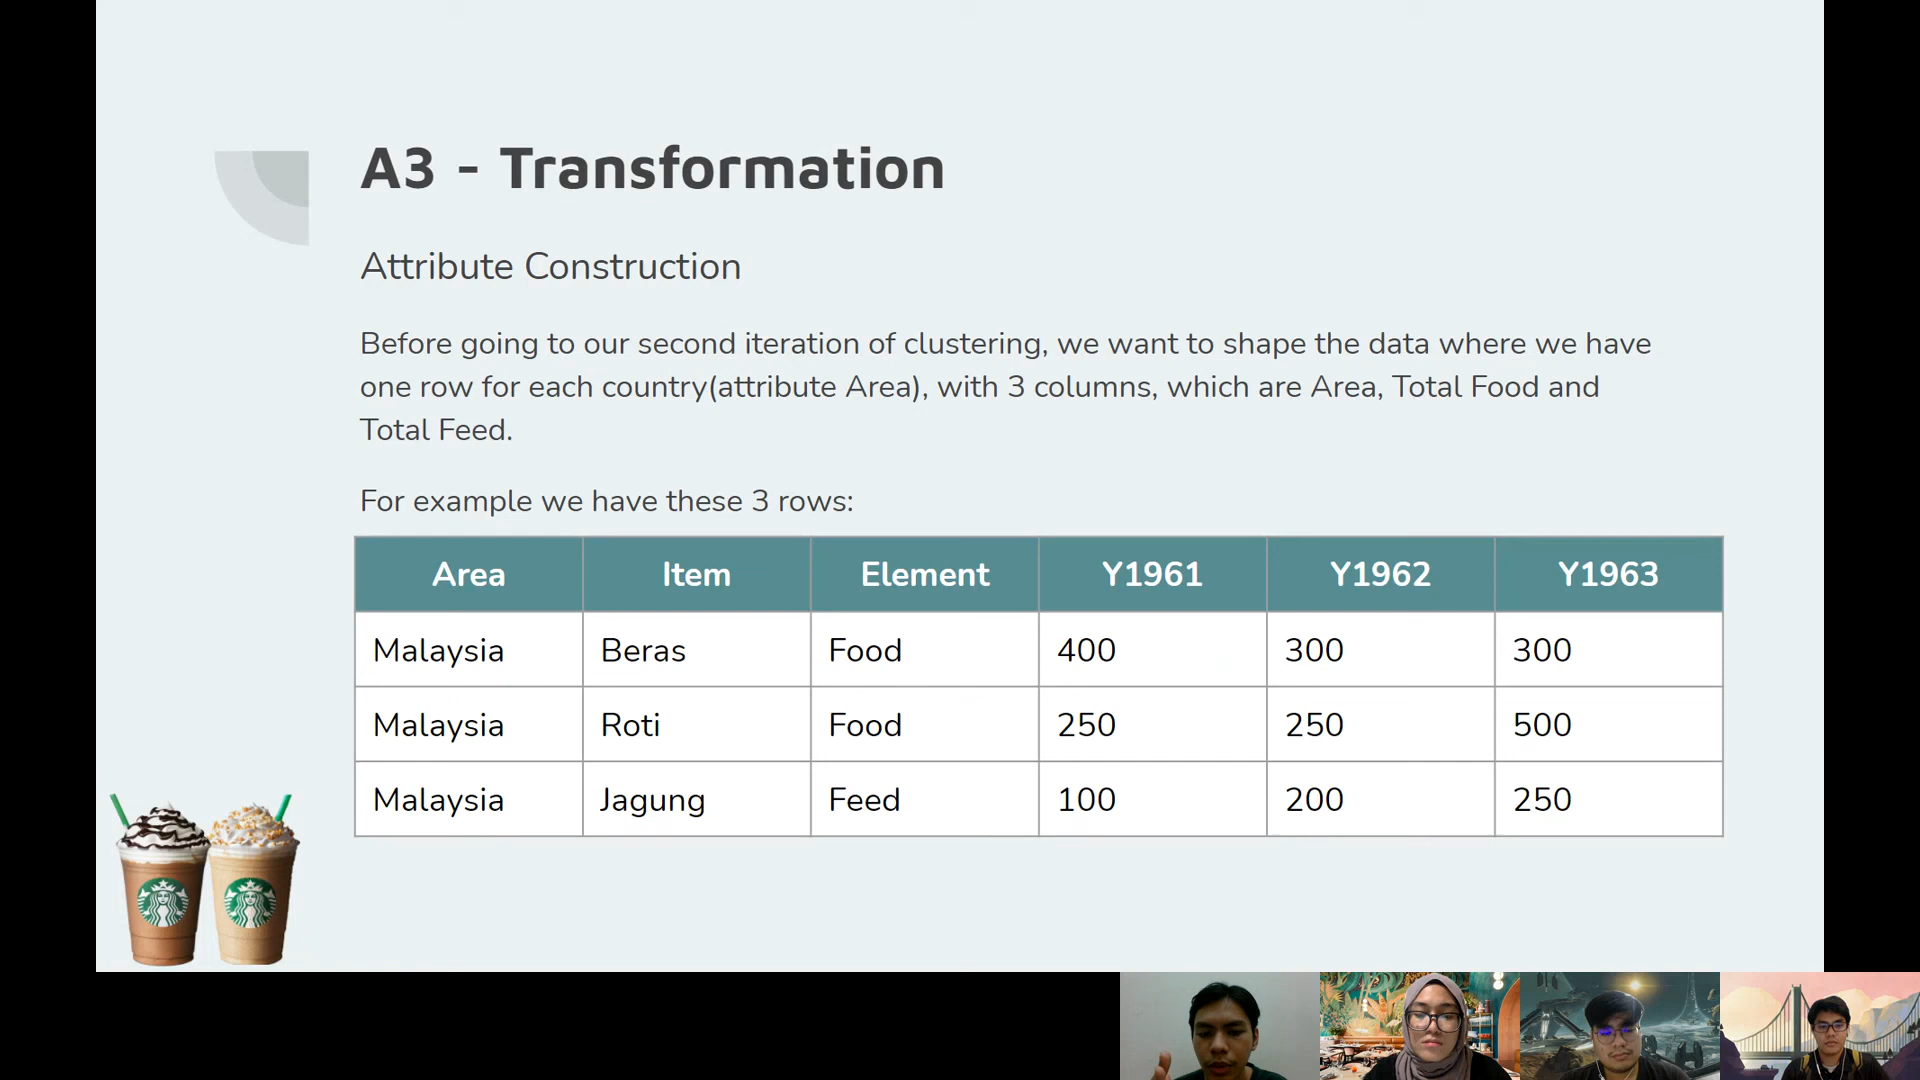 A3 - Transformation
Attribute Construction
Before going to our second iteration of clustering, we want to shape the data where we have
one row for each country(attribute Area), with 3 columns, which are Area, Total Food and
Total Feed.
For example we have these 3 rows:
Area Item Element Y1961 Y1962 Y1963
Malaysia Beras Food 400 300 300
Malaysia Roti Food 250 250 500
Malaysia Jagung Feed 100 200 250